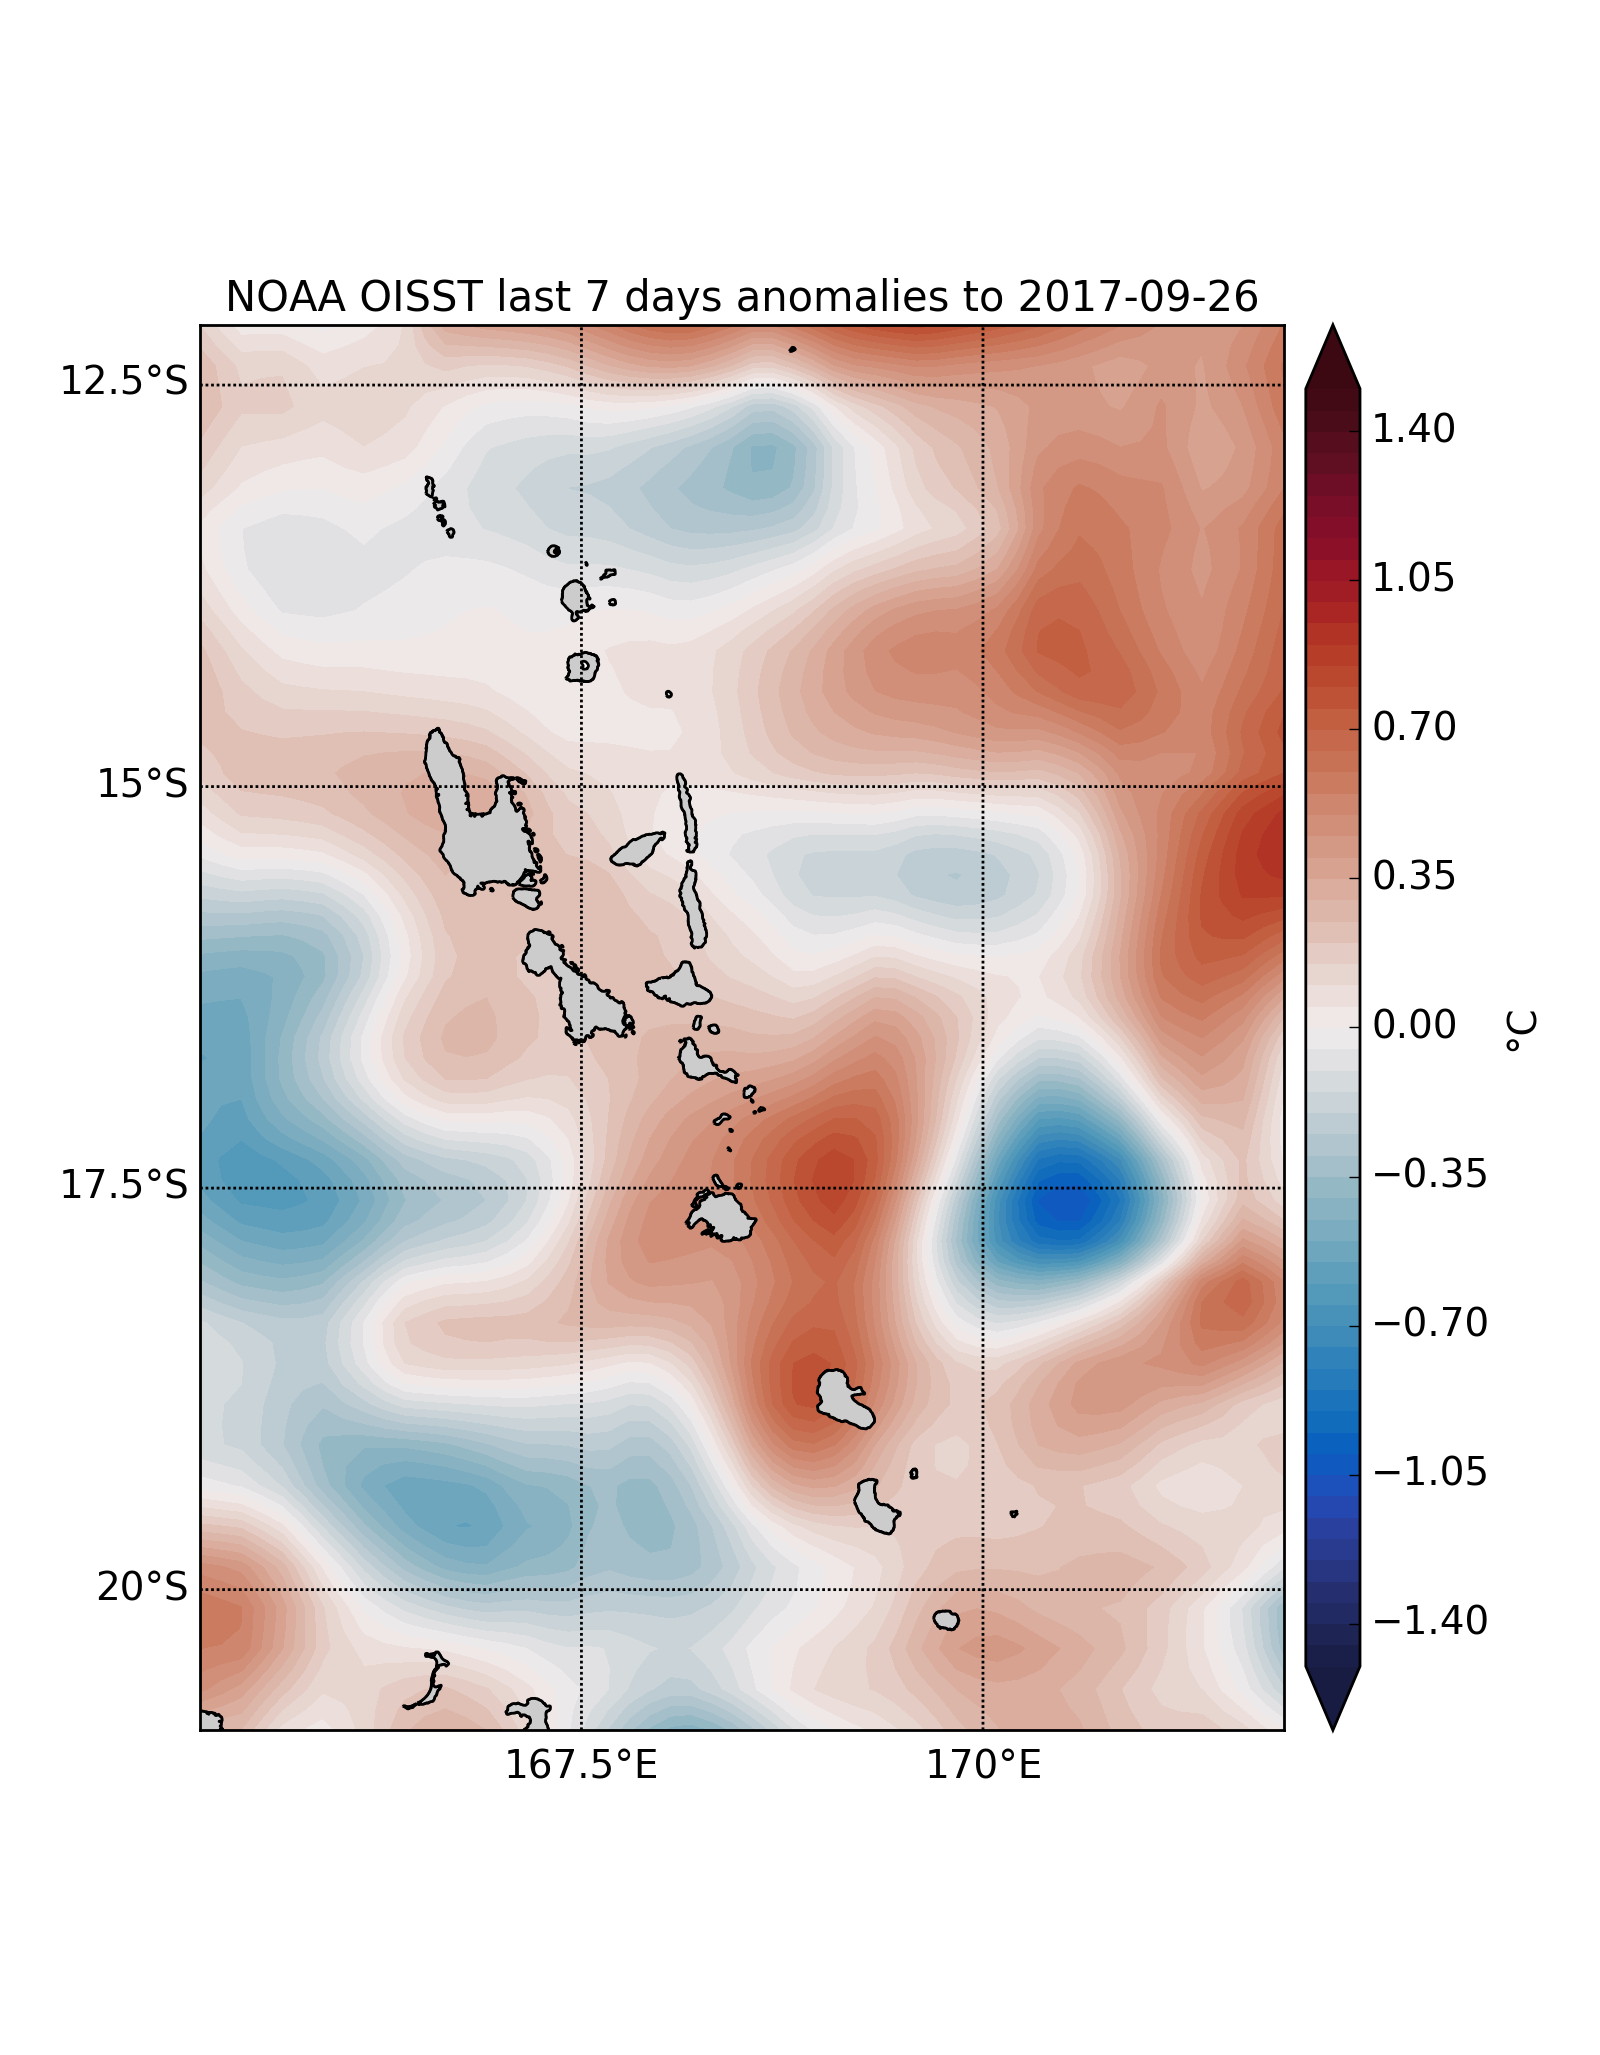 NOAA OISST last 7 days anomalies to 2017-09-26
12.5°S
15°S
17.5°S
20°S
167.5°E
170°E
1.40
1.05
0.70
0.35
0.00
−0.35
−0.70
−1.05
−1.40
°C